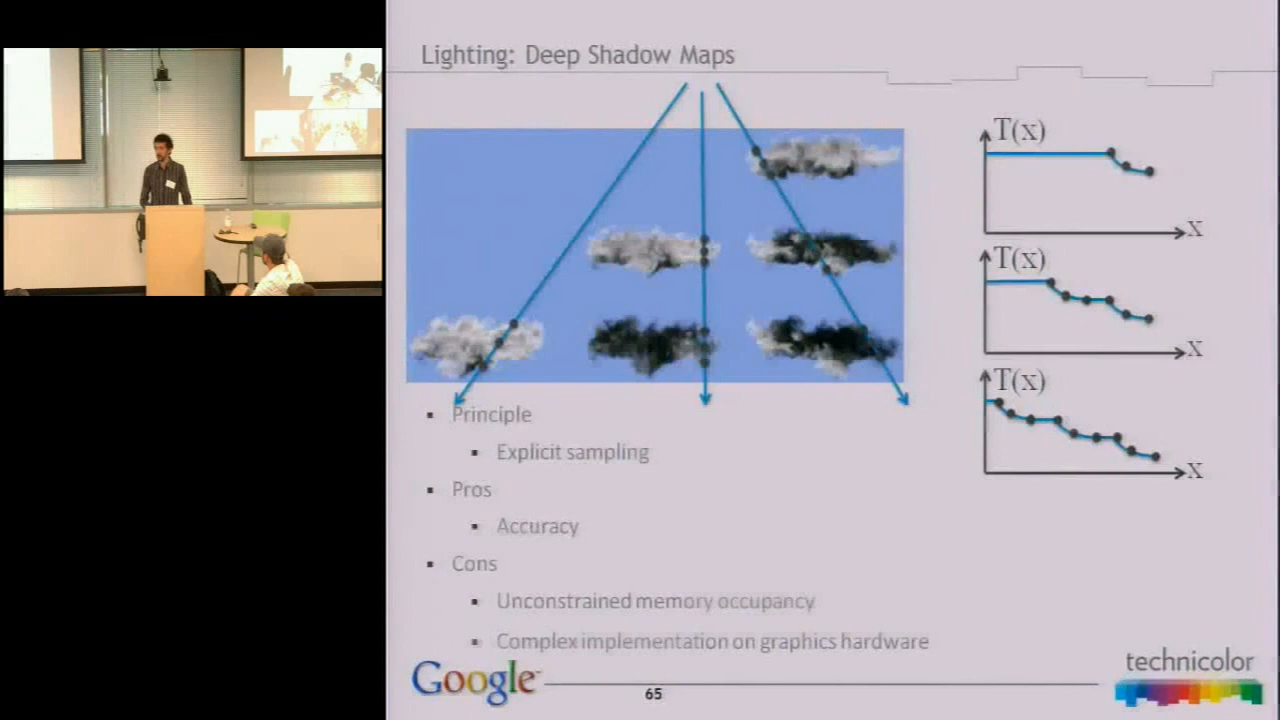 Lighting: Deep Shadow Maps
T(x)
x
T(x)
x
T(x)
x
Principle
Explicit sampling
Pros
Accuracy
Cons
Unconstrained memory occupancy
Complex implementation on graphics hardware
Google
65
technicolor